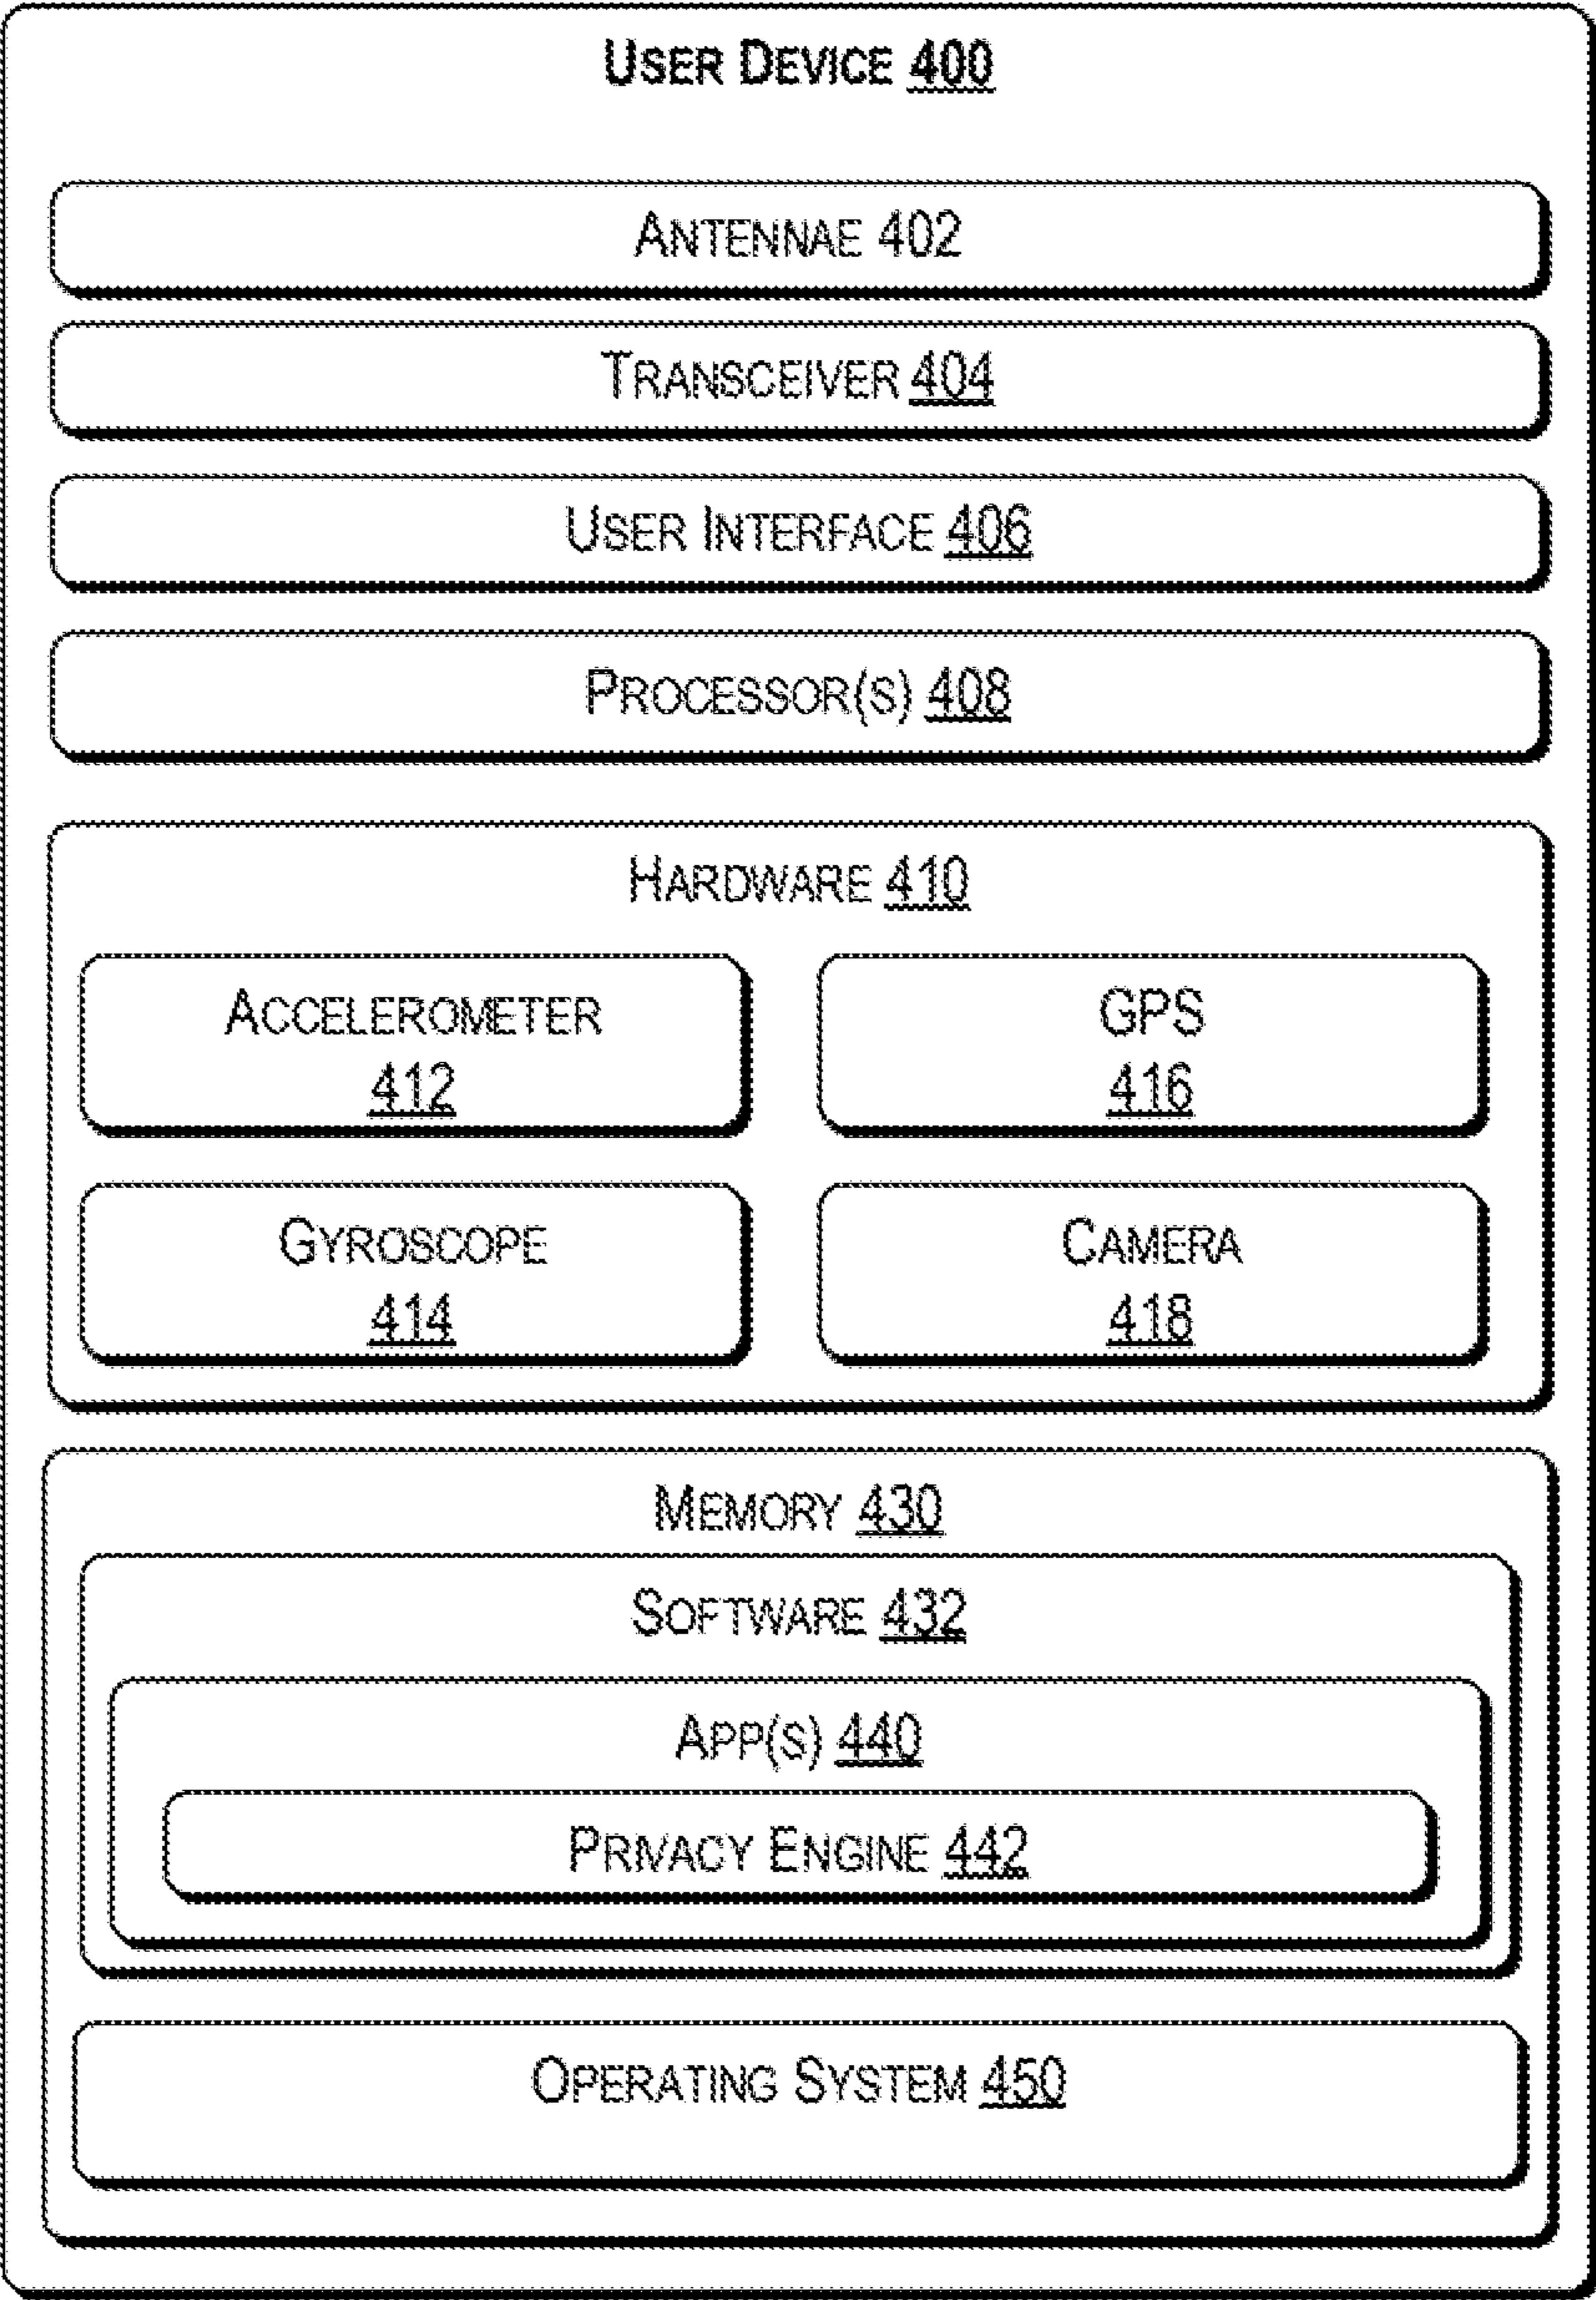 USER DEVICE 400
ANTENNAE 402
TRANSCEIVER 404
USER INTERFACE 406
PROCESSOR(S) 408
HARDWARE 410
ACCELEROMETER
412
GPS
416
GYROSCOPE
414
CAMERA
418
MEMORY 430
SOFTWARE 432
APP(S) 440
PRIVACY ENGINE 442
OPERATING SYSTEM 450